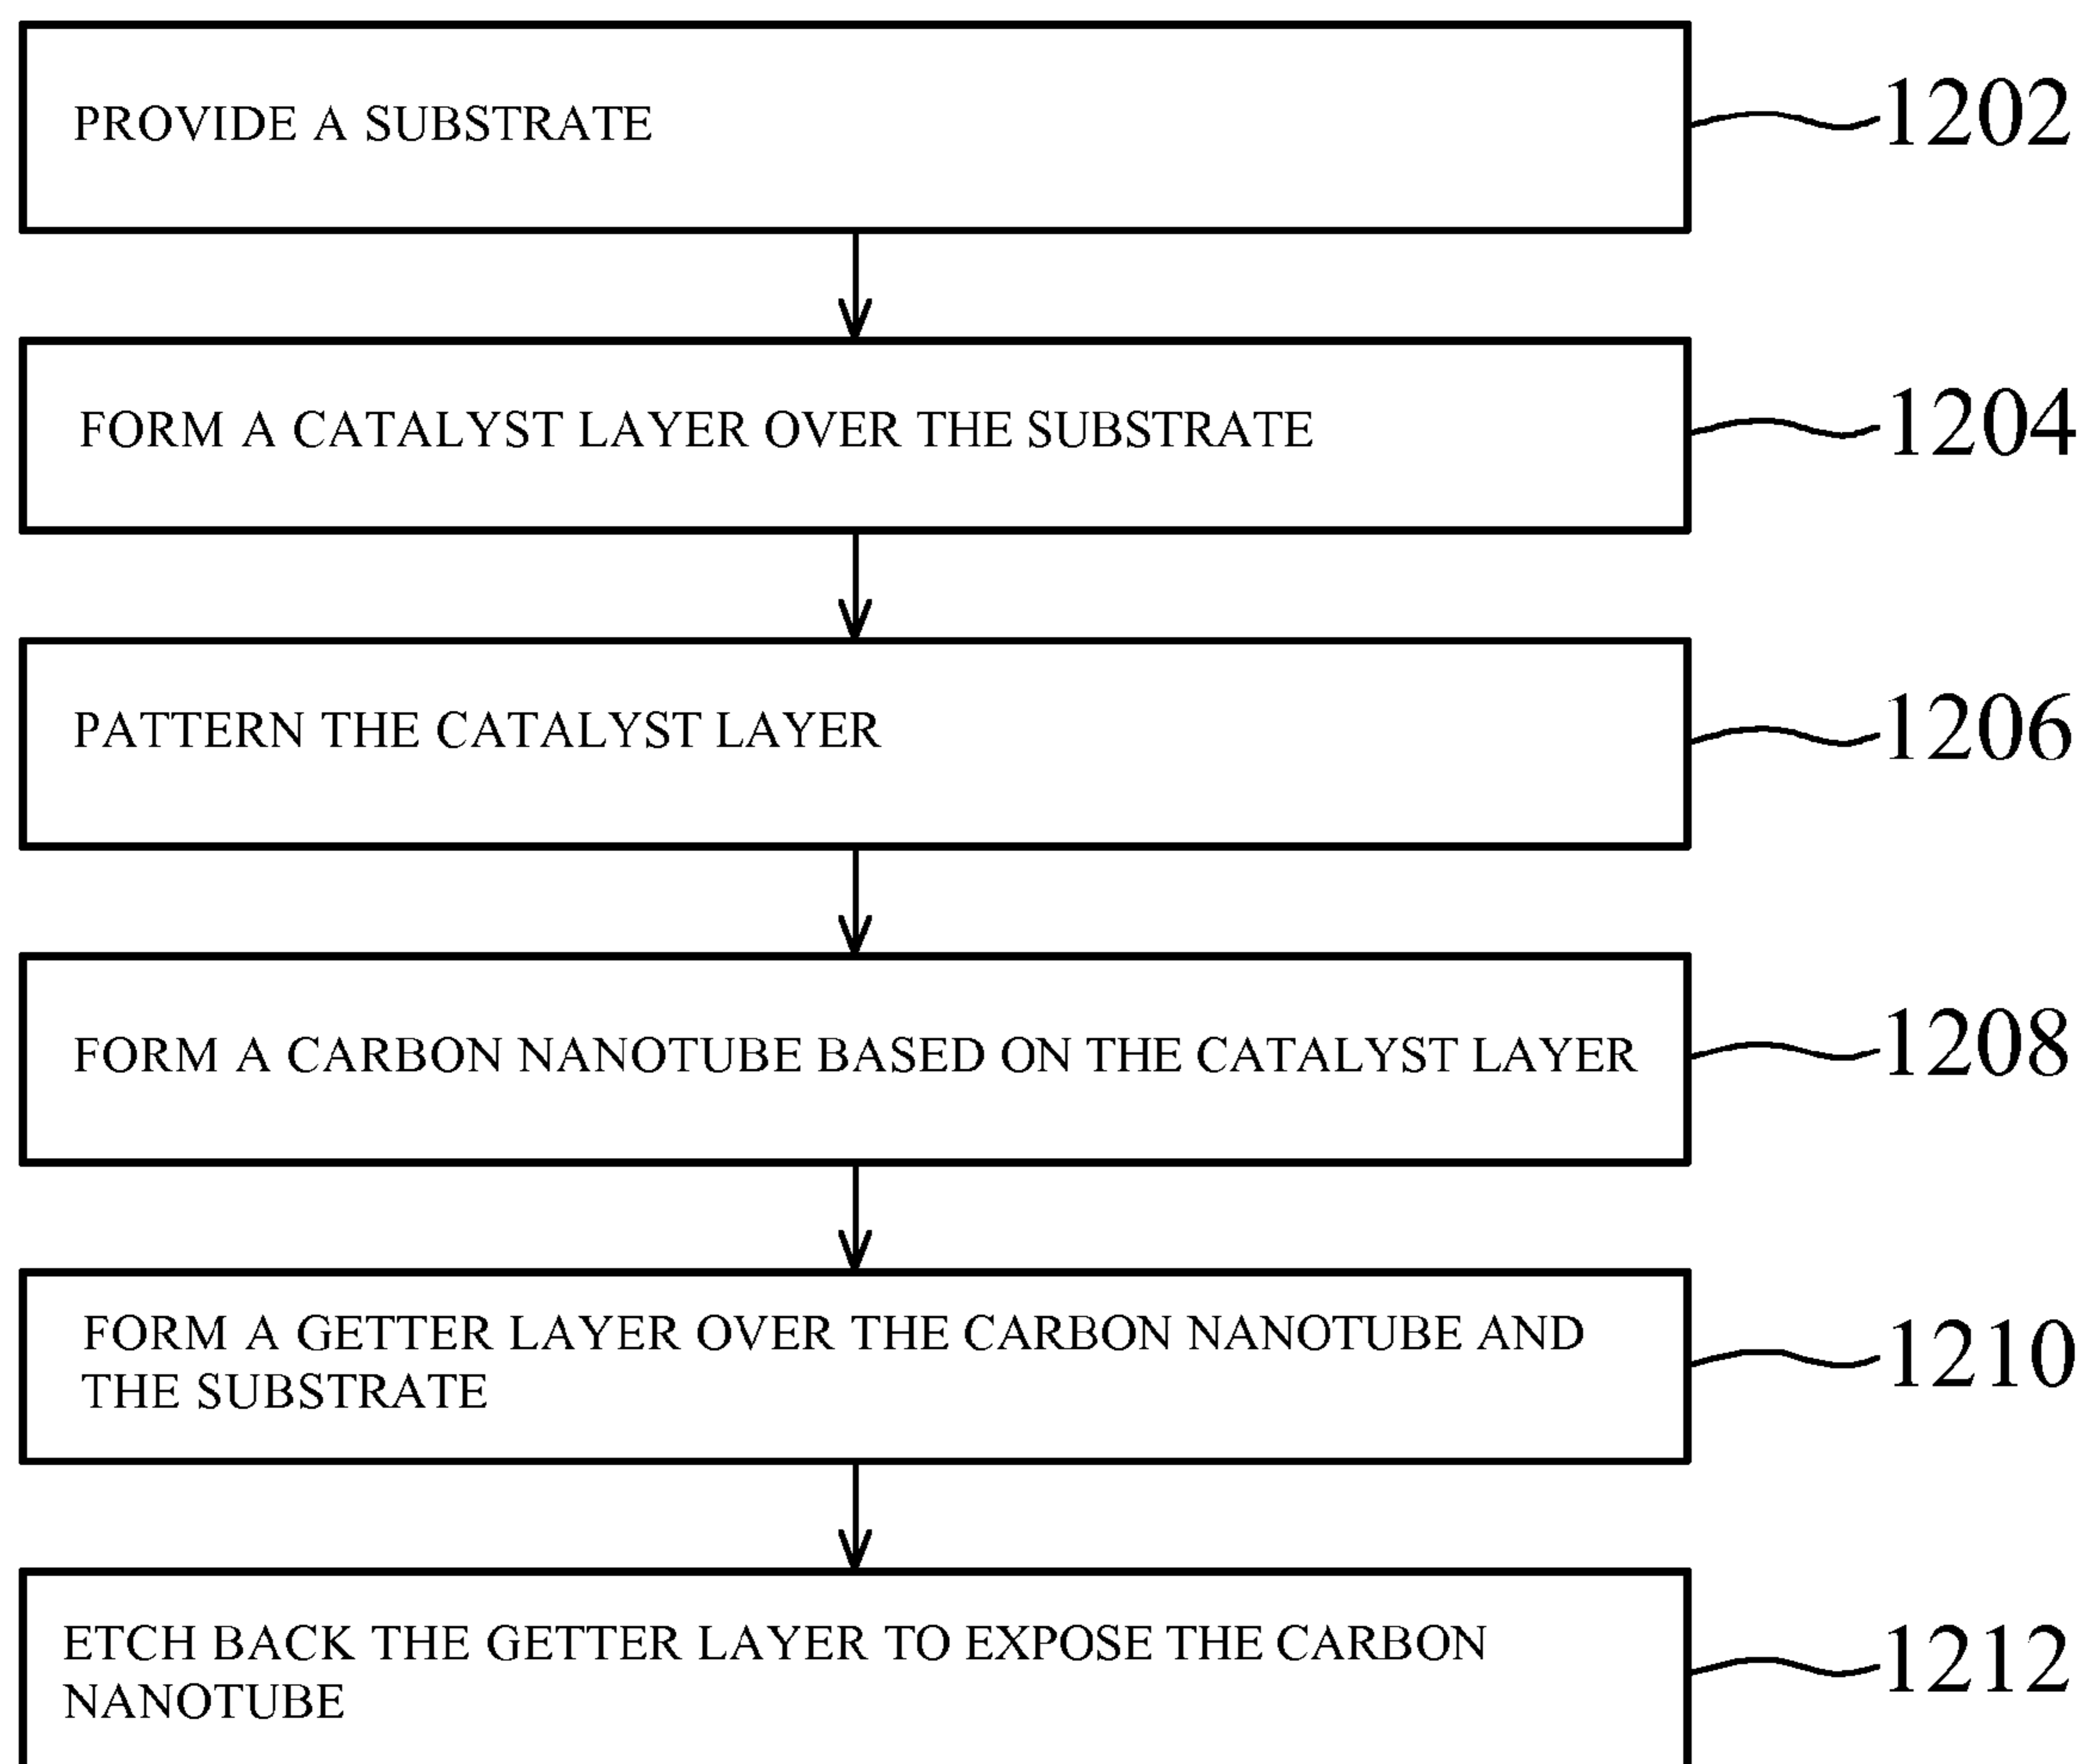 PROVIDE A SUBSTRATE
1202
FORM A CATALYST LAYER OVER THE SUBSTRATE
1204
PATTERN THE CATALYST LAYER
1206
FORM A CARBON NANOTUBE BASED ON THE CATALYST LAYER
1208
FORM A GETTER LAYER OVER THE CARBON NANOTUBE AND
THE SUBSTRATE
1210
ETCH BACK THE GETTER LAYER TO EXPOSE THE CARBON
NANOTUBE
1212